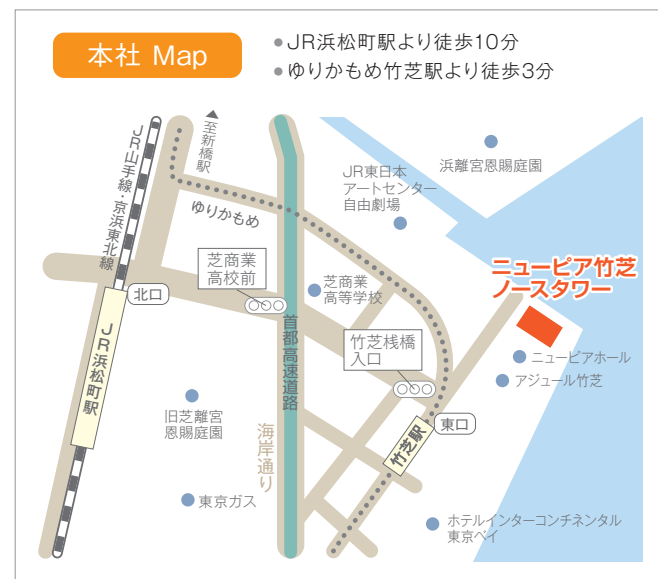 本社 Map
●JR浜松町駅より徒歩10分
●ゆりかもめ竹芝駅より徒歩3分
▲至新橋駅
JR山手線・京浜東北線
ゆりかもめ
JR東日本
アートセンター
自由劇場
浜離宮恩賜庭園
芝商業
高校前
芝商業
高等学校
ニューピア竹芝
ノースタワー
北口
JR浜松町駅
首都高速道路
竹芝桟橋
入口
ニューピアホール
アジュール竹芝
旧芝離宮
恩賜庭園
海岸通り
東口
竹芝駅
東京ガス
ホテルインターコンチネンタル
東京ベイ